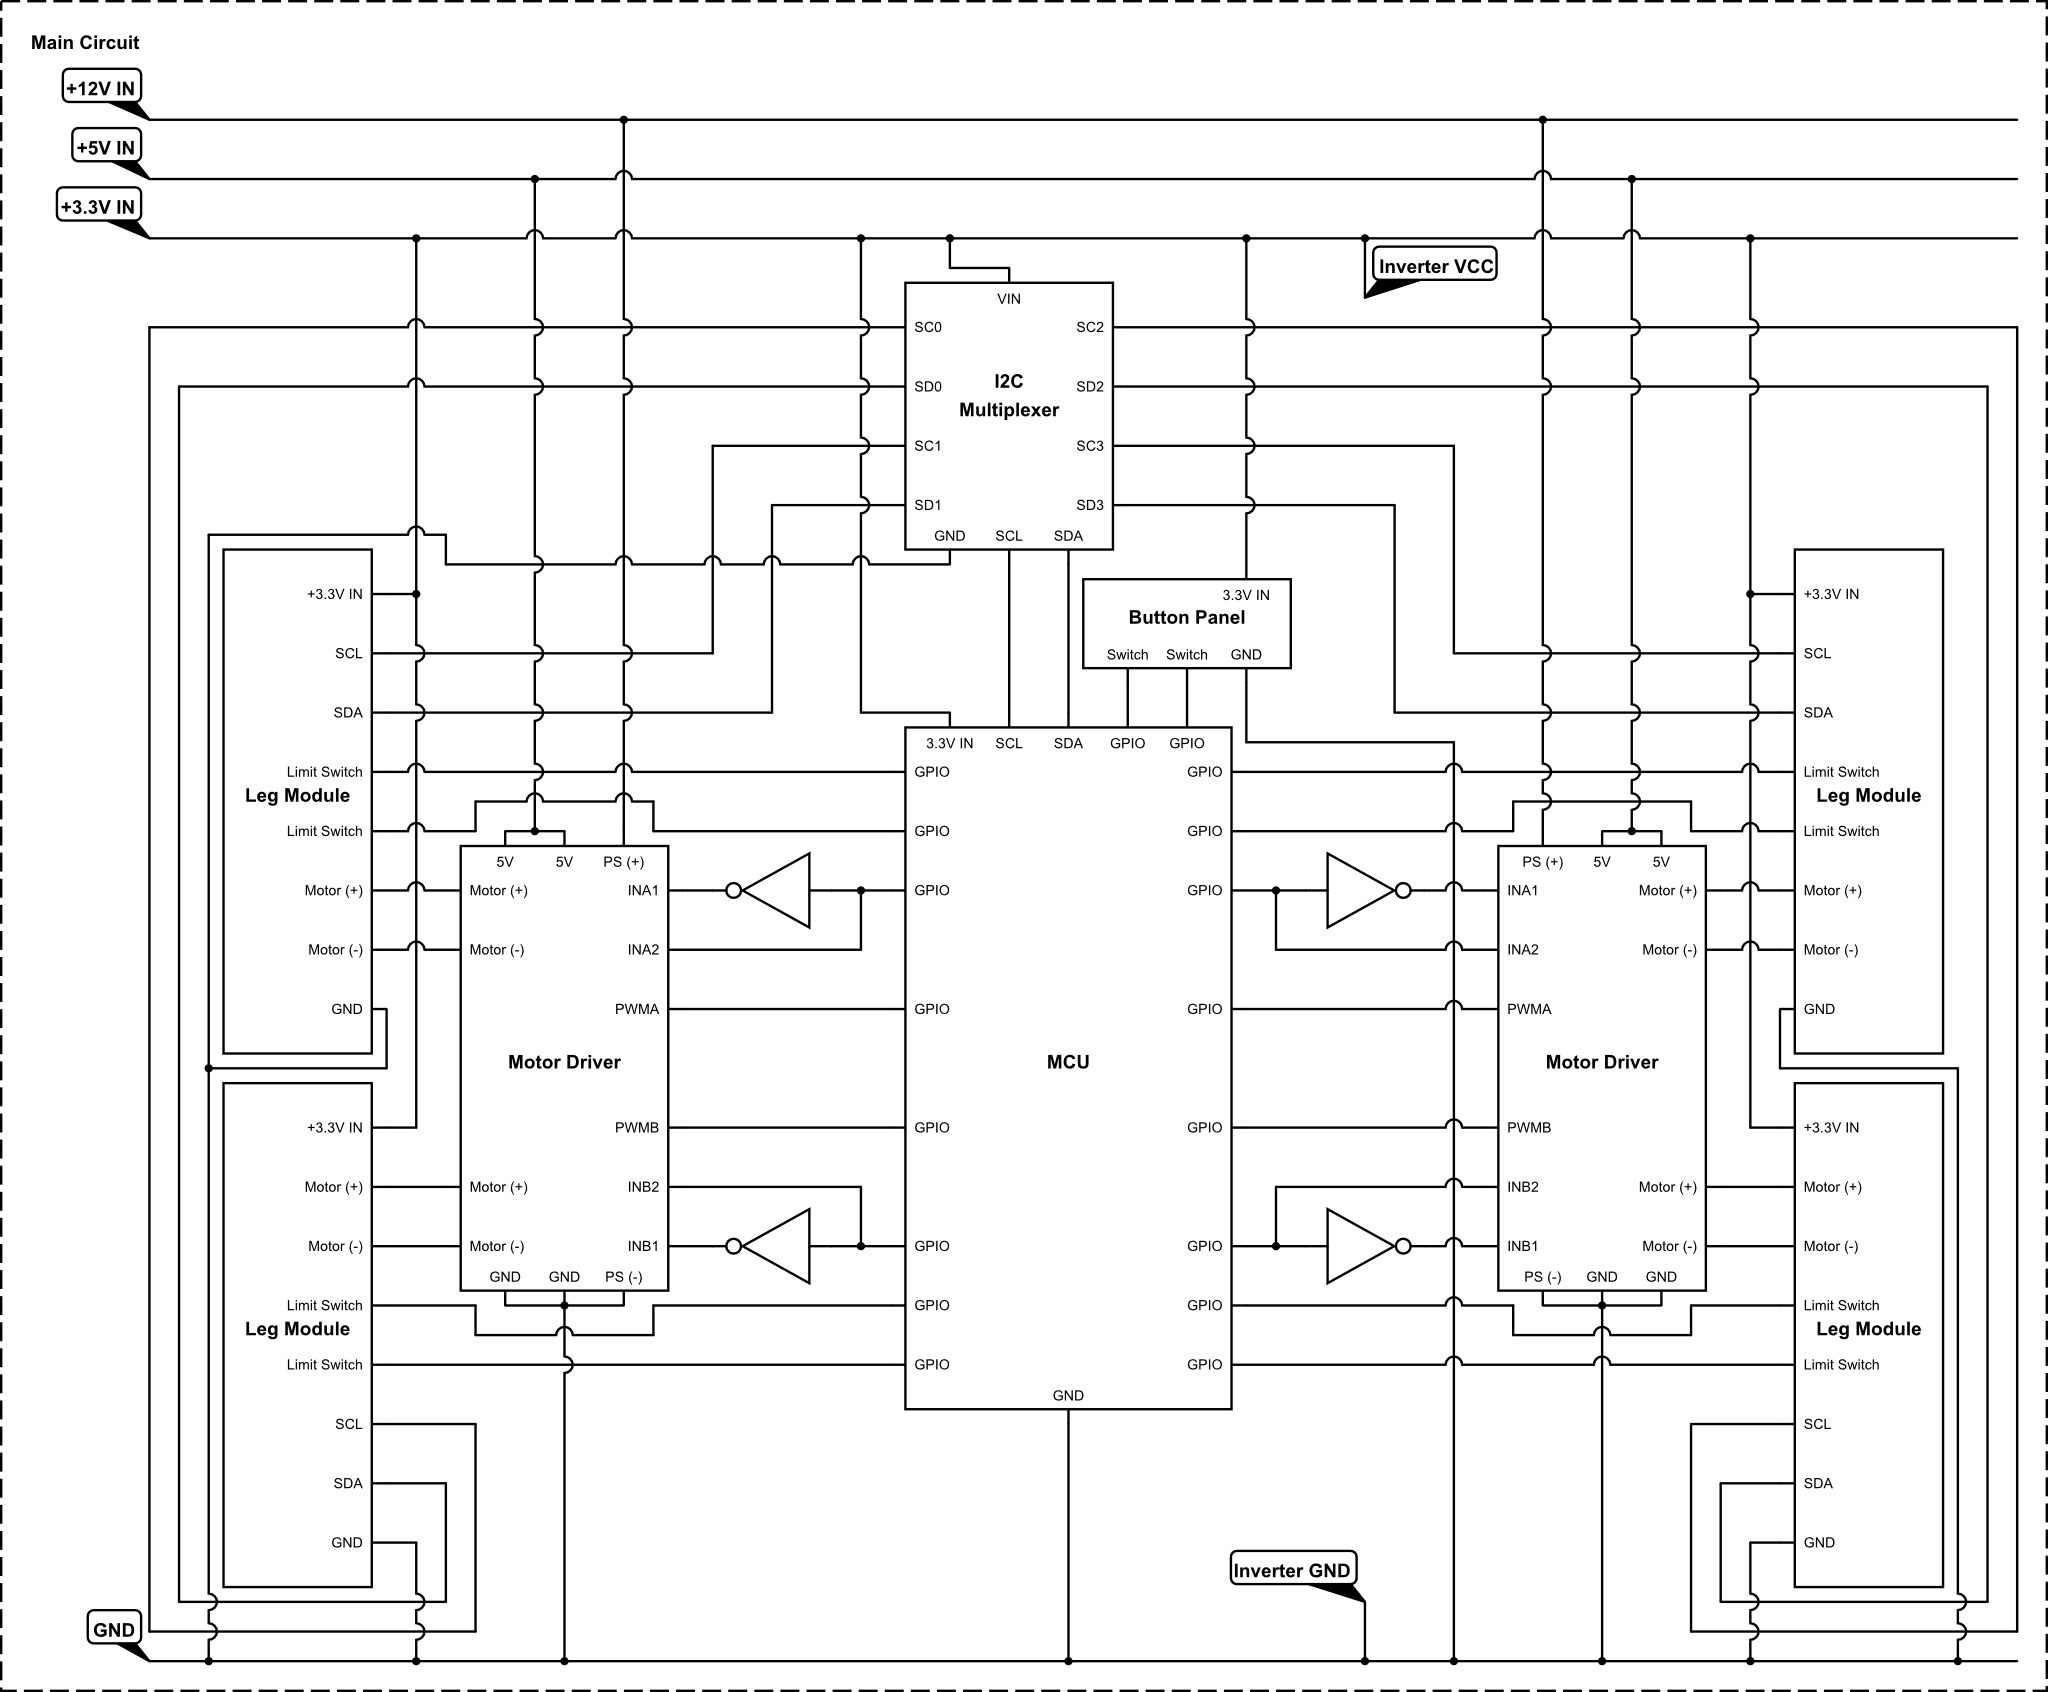 Main Circuit
+12V IN
+5V IN
+3.3V IN
Inverter VCC
VIN
SC0
SD0
SC1
SD1
I2C
Multiplexer
SC2
SD2
SC3
SD3
GND SCL SDA
3.3V IN
Button Panel
Switch Switch GND
+3.3V IN
SCL
SDA
Limit Switch
Leg Module
Limit Switch
Motor (+)
Motor (-)
GND
+3.3V IN
Motor (+)
Motor (-)
Limit Switch
Leg Module
Limit Switch
SCL
SDA
GND
5V 5V PS (+)
Motor (+) INA1
Motor (-) INA2
PWMA
Motor Driver
PWMB
Motor (+) INB2
Motor (-) INB1
GND GND PS (-)
3.3V IN SCL SDA GPIO GPIO
GPIO GPIO
GPIO GPIO
GPIO GPIO
GPIO GPIO
MCU
GPIO GPIO
GPIO GPIO
GPIO GPIO
GPIO GPIO
GND
PS (+) 5V 5V
INA1 Motor (+)
INA2 Motor (-)
PWMA
Motor Driver
PWMB
INB2 Motor (+)
INB1 Motor (-)
PS (-) GND GND
+3.3V IN
SCL
SDA
Limit Switch
Leg Module
Limit Switch
Motor (+)
Motor (-)
GND
+3.3V IN
Motor (+)
Motor (-)
Limit Switch
Leg Module
Limit Switch
SCL
SDA
GND
Inverter GND
GND